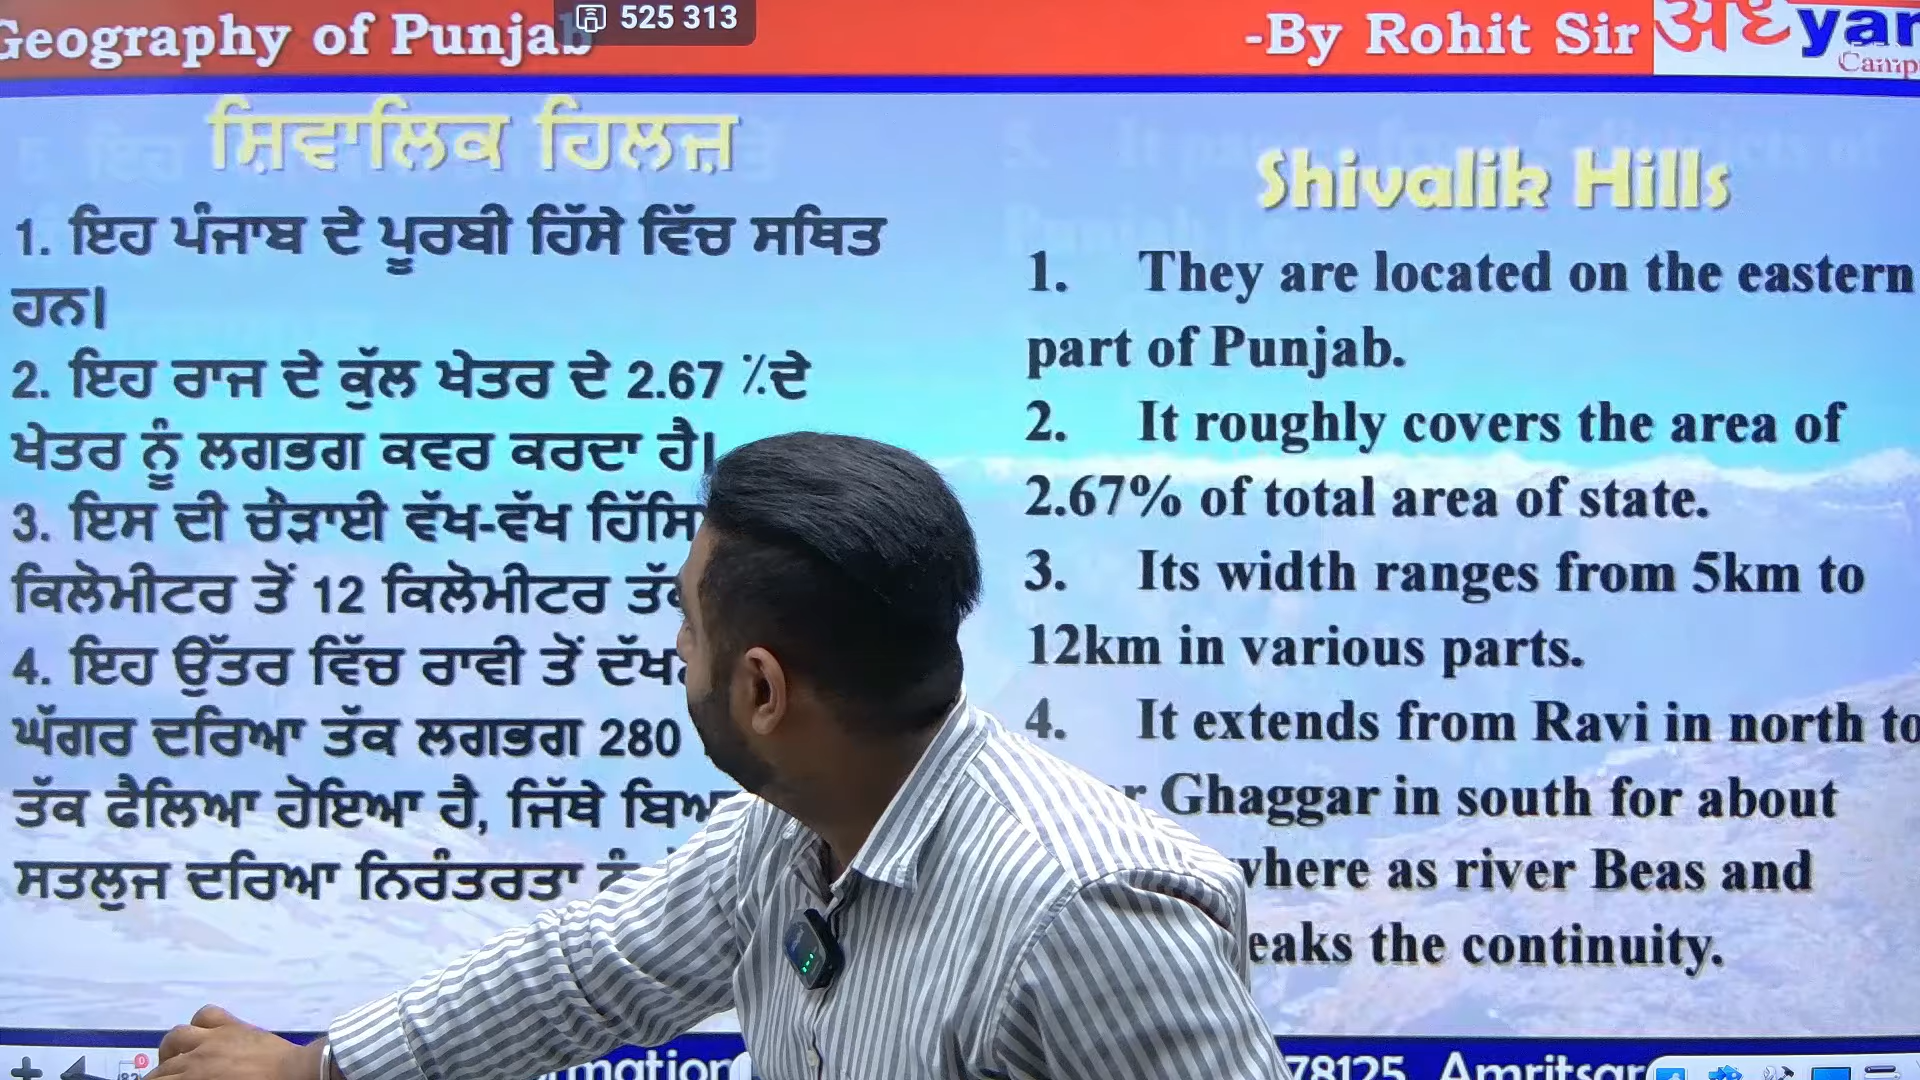 Geography of Punjab
525 313
-By Rohit Sir
ਸ਼ਿਵਾਲਿਕ ਹਿਲਜ਼
1. ਇਹ ਪੰਜਾਬ ਦੇ ਪੂਰਬੀ ਹਿੱਸੇ ਵਿੱਚ ਸਥਿਤ
ਹਨ।
2. ਇਹ ਰਾਜ ਦੇ ਕੁੱਲ ਖੇਤਰ ਦੇ 2.67 %ਦੇ
ਖੇਤਰ ਨੂੰ ਲਗਭਗ ਕਵਰ ਕਰਦਾ ਹੈ।
3. ਇਸ ਦੀ ਚੌੜਾਈ ਵੱਖ-ਵੱਖ
ਕਿਲੋਮੀਟਰ ਤੋਂ 12 ਕਿਲੋਮੀਟਰ
4. ਇਹ ਉੱਤਰ ਵਿੱਚ ਰਾਵੀ ਤੋਂ
ਘੱਗਰ ਦਰਿਆ ਤੱਕ ਲਗਭਗ 280
ਤੱਕ ਫੈਲਿਆ ਹੋਇਆ ਹੈ, ਜਿੱਥੇ
ਸਤਲੁਜ ਦਰਿਆ ਨਿਰੰਤਰਤਾ
Shivalik Hills
1. They are located on the eastern
part of Punjab.
2. It roughly covers the area of
2.67% of total area of state.
3. Its width ranges from 5km to
12km in various parts.
4. It extends from Ravi in north to
Ghaggar in south for about
where as river Beas and
the continuity.
78125, Amritsar